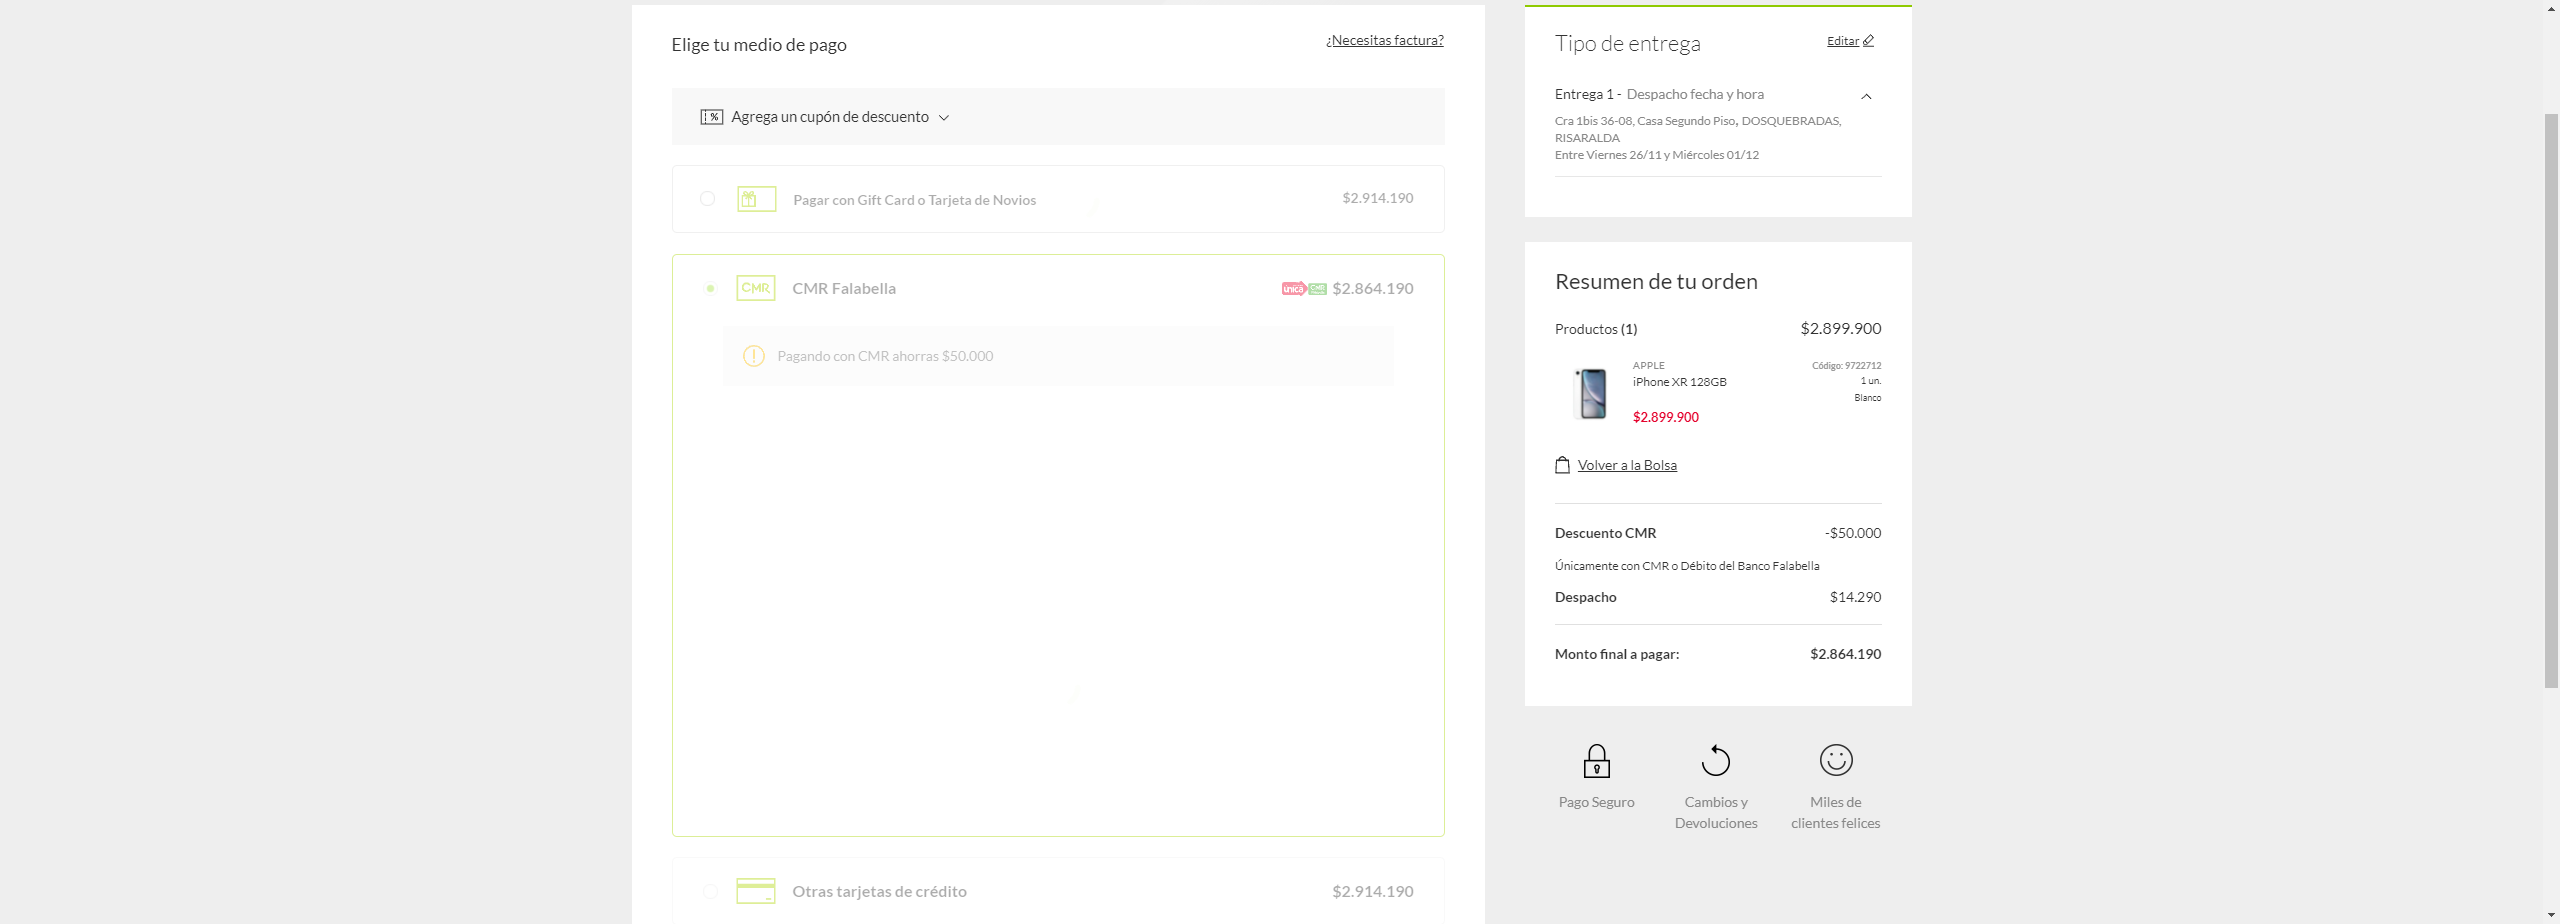 Elige tu medio de pago
¿Necesitas factura?
Agrega un cupón de descuento
Pagar con Gift Card o Tarjeta de Novios
$2.914.190
CMR
CMR Falabella
unica
CMR
$2.864.190
Pagando con CMR ahorras $50.000
Otras tarjetas de crédito
$2.914.190
Tipo de entrega
Editar
Entrega 1 - Despacho fecha y hora
Cra 1bis 36-08, Casa Segundo Piso, DOSQUEBRADAS,
RISARALDA
Entre Viernes 26/11 y Miércoles 01/12
Resumen de tu orden
Productos (1)
$2.899.900
APPLE
Código: 9722712
iPhone XR 128GB
1 un.
Blanco
$2.899.900
Volver a la Bolsa
Descuento CMR
-$50.000
Únicamente con CMR o Débito del Banco Falabella
Despacho
$14.290
Monto final a pagar:
$2.864.190
Pago Seguro
Cambios y
Devoluciones
Miles de
clientes felices